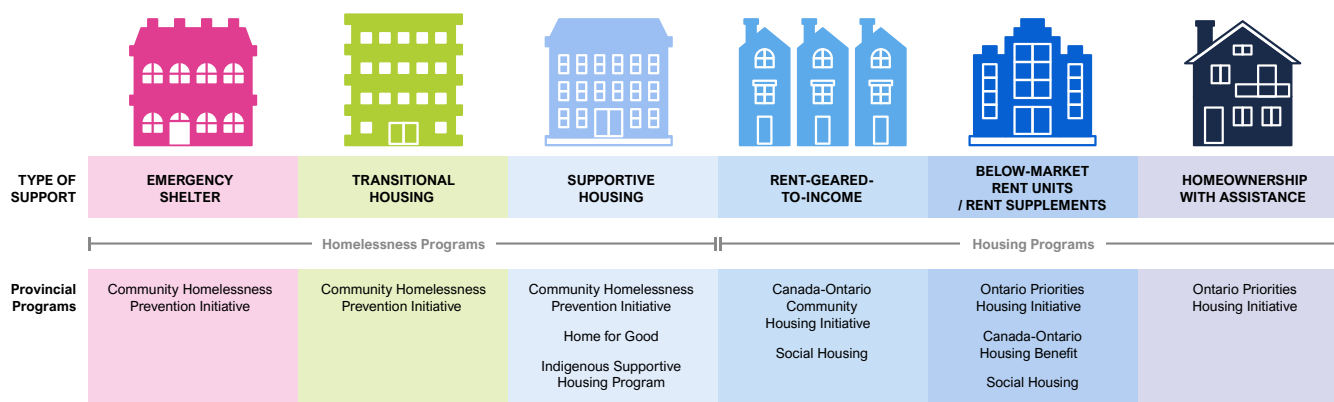 TYPE OF
SUPPORT
EMERGENCY
SHELTER
TRANSITIONAL
HOUSING
SUPPORTIVE
HOUSING
RENT-GEARED-
TO-INCOME
BELOW-MARKET
RENT UNITS
/ RENT SUPPLEMENTS
HOMEOWNERSHIP
WITH ASSISTANCE
Homelessness Programs
Housing Programs
Provincial
Programs
Community Homelessness
Prevention Initiative
Community Homelessness
Prevention Initiative
Community Homelessness
Prevention Initiative
Home for Good
Indigenous Supportive
Housing Program
Canada-Ontario
Community
Housing Initiative
Social Housing
Ontario Priorities
Housing Initiative
Canada-Ontario
Housing Benefit
Social Housing
Ontario Priorities
Housing Initiative